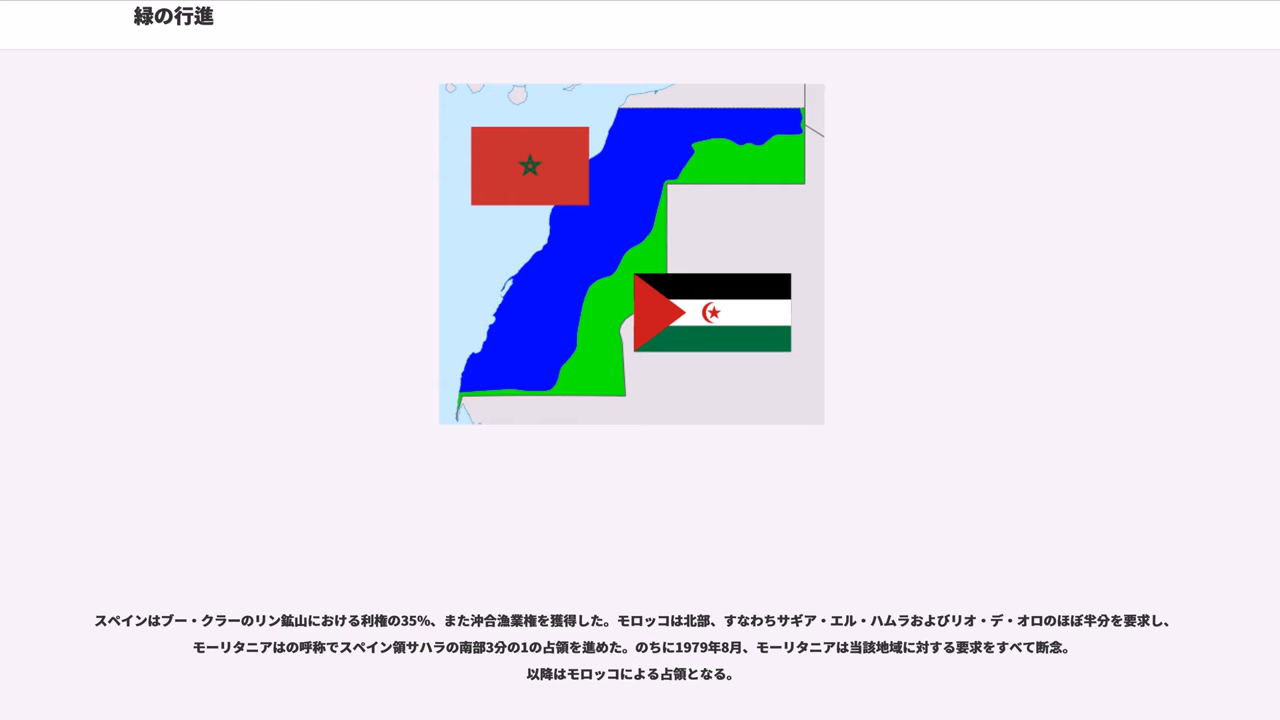 緑の行進
スペインはブー・クラーのリン鉱山における利権の35%、また沖合漁業権を獲得した。モロッコは北部、すなわちサギア・エル・ハムラおよびリオ・デ・オロのほぼ半分を要求し、
モーリタニアはの呼称でスペイン領サハラの南部3分の1の占領を進めた。のちに1979年8月、モーリタニアは当該地域に対する要求をすべて断念。
以降はモロッコによる占領となる。